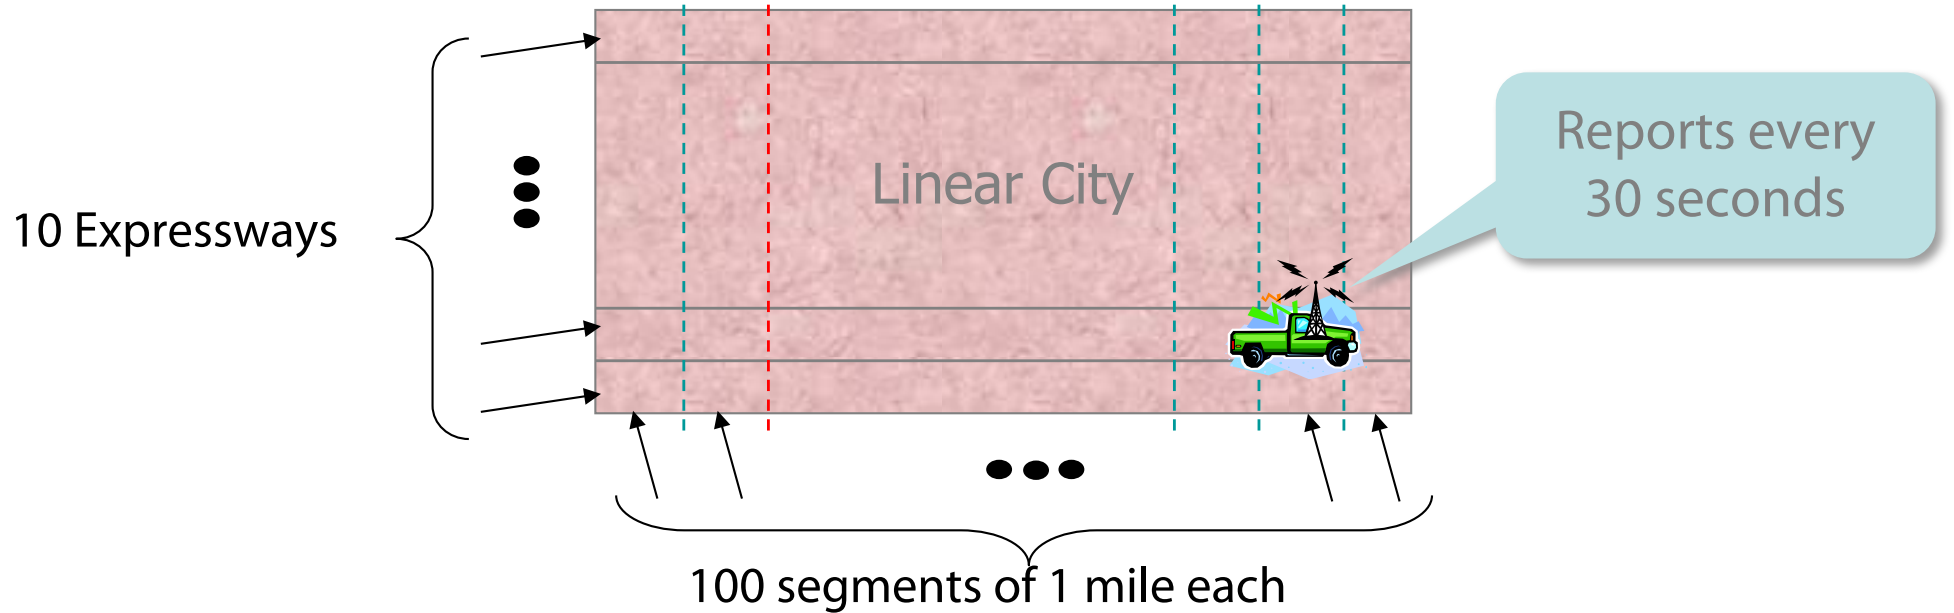 10 Expressways
Linear City
Reports every
30 seconds
100 segments of 1 mile each